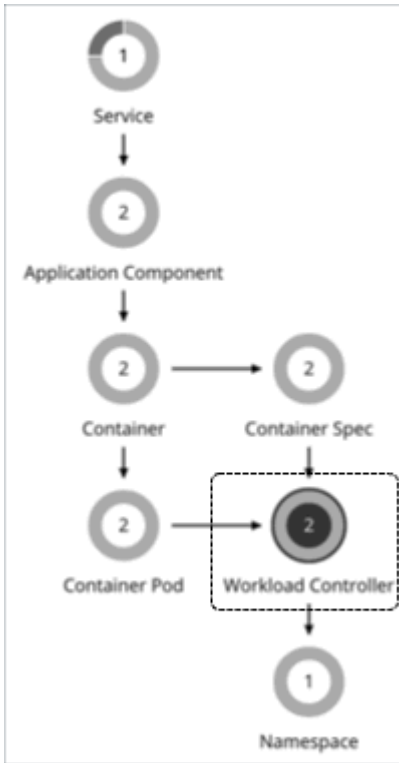 1
Service
2
Application Component
2
2
Container
Container Spec
2
2
Container Pod
Workload Controller
1
Namespace